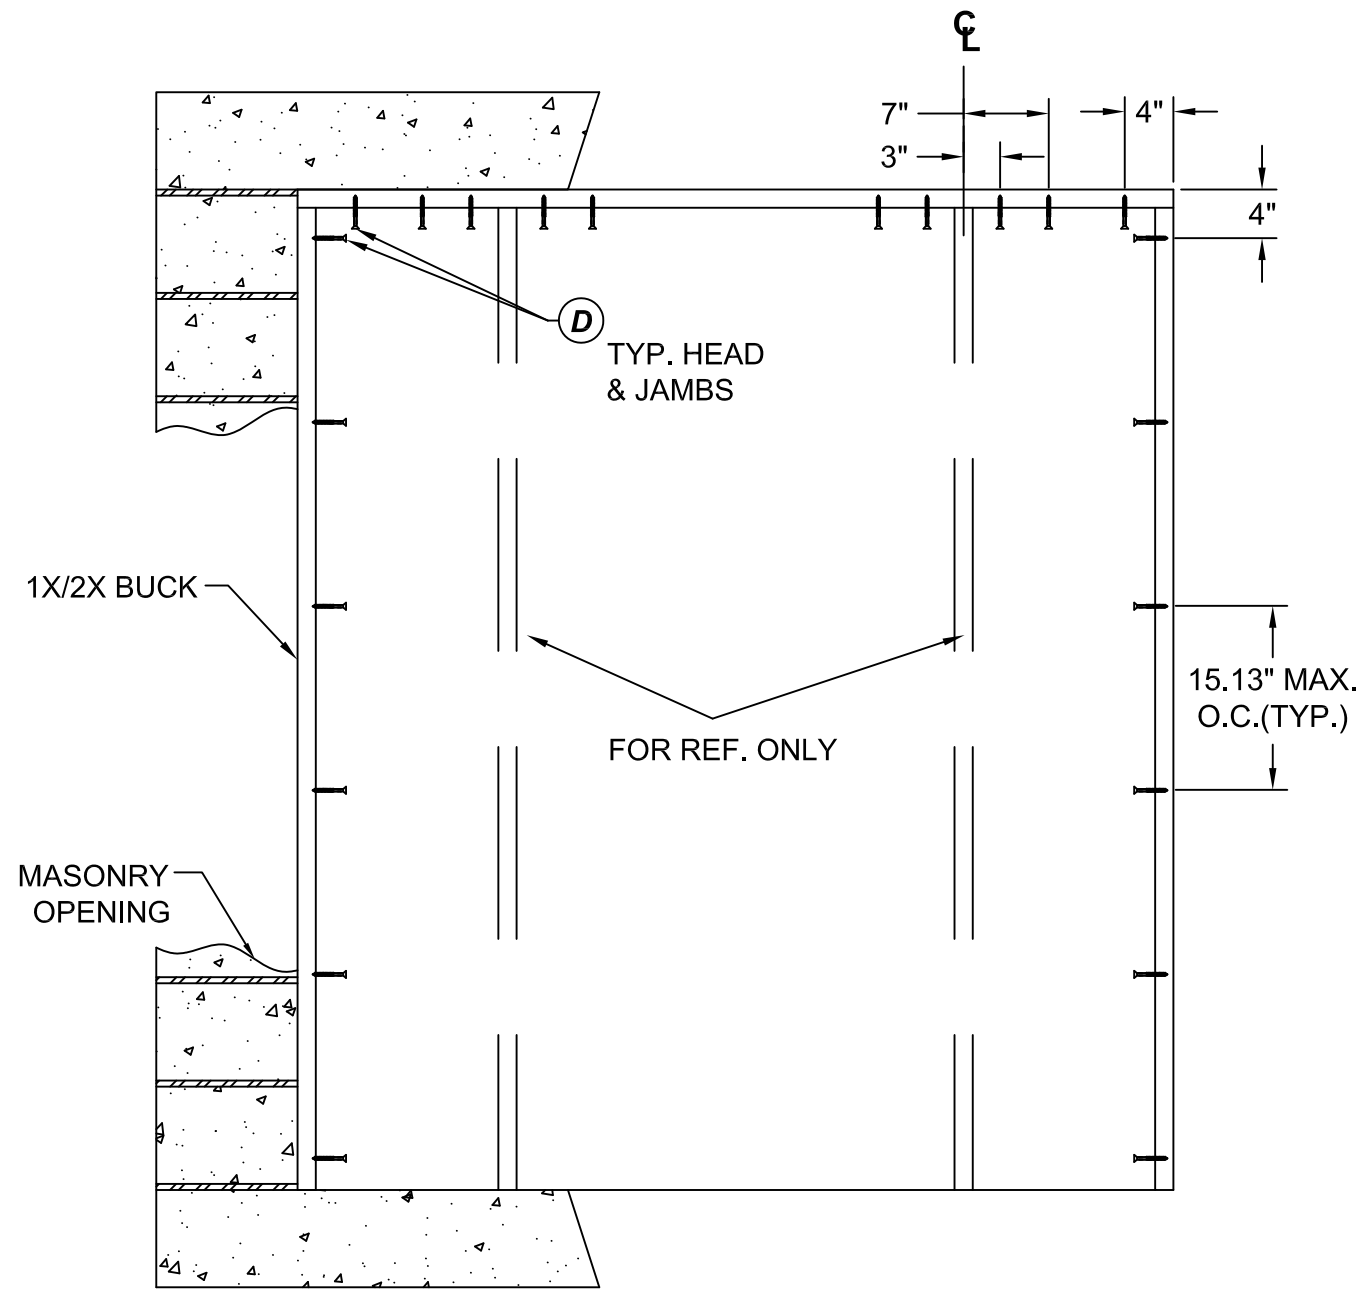 ℄
7"
4"
3"
4"
D
TYP. HEAD
& JAMBS
1X/2X BUCK
15.13" MAX.
O.C.(TYP.)
FOR REF. ONLY
MASONRY
OPENING